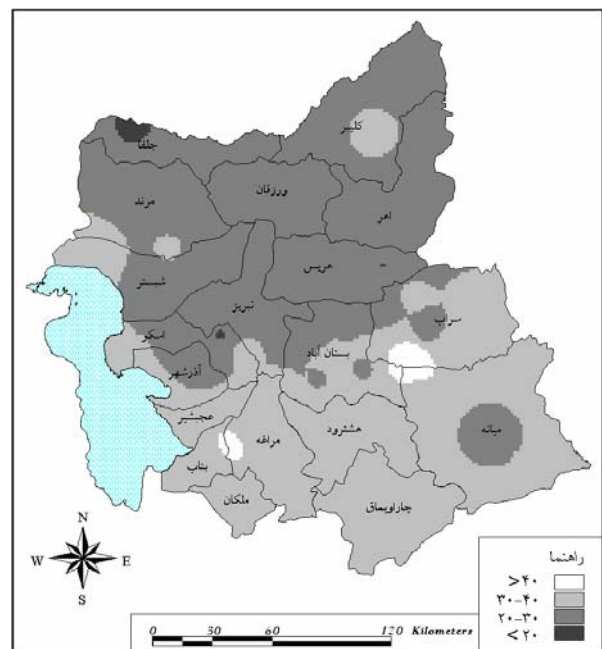 کلیبر
جلفا
مرند
ورزقان
اهر
شبستر
هریس
تبریز
سراب
اسکو
بستان آباد
آذرشهر
عجبشیر
میانه
مراغه
هشترود
بناب
ملکان
چاراویماق
N
W E
S
راهنما
>۴۰
۳۰-۴۰
۲۰-۳۰
<۲۰
0 30 60 120 Kilometers